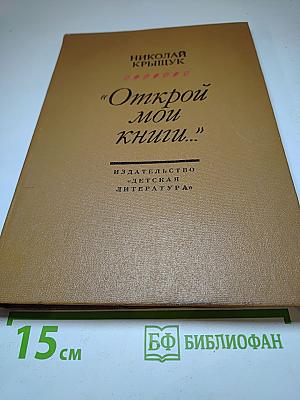 НИКОЛАЙ
КРЫЩУК
«Открой
мои
книги...»
ИЗДАТЕЛЬСТВО
«ДЕТСКАЯ
ЛИТЕРАТУРА»
15 см
БФ БИБЛИОФАН